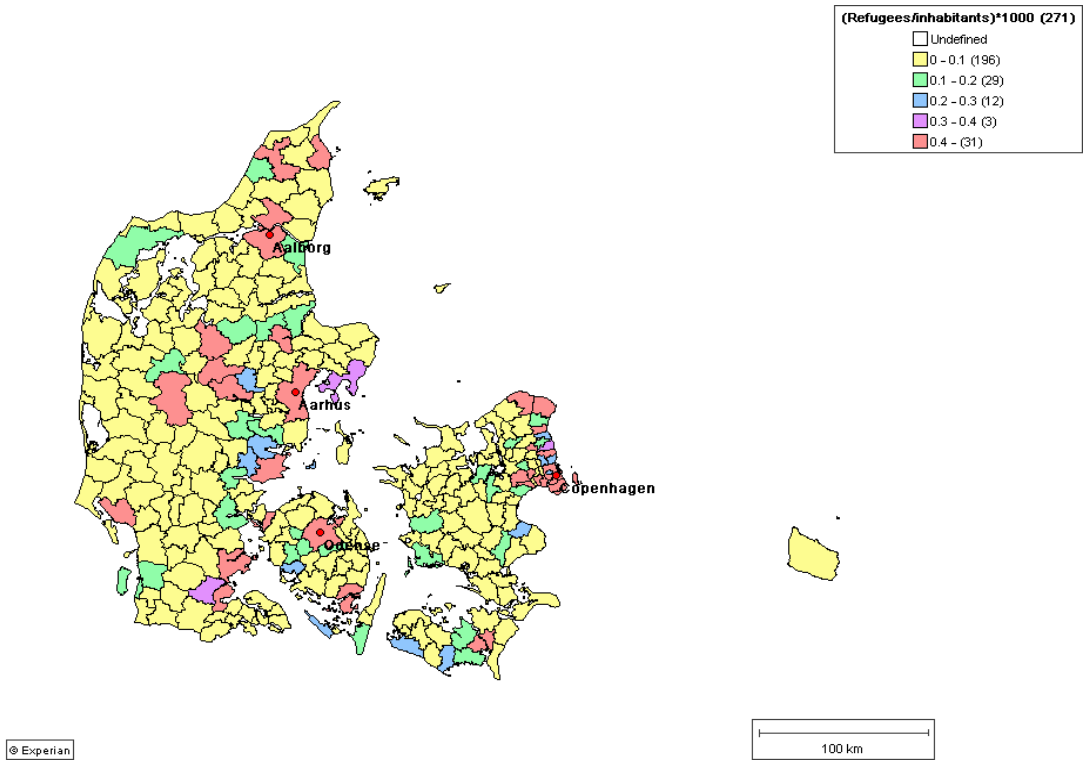 (Refugees/inhabitants)*1000 (271)
Undefined
0 - 0.1 (196)
0.1 - 0.2 (29)
0.2 - 0.3 (12)
0.3 - 0.4 (3)
0.4 - (31)
Aalborg
Aarhus
Copenhagen
Odense
100 km
© Experian